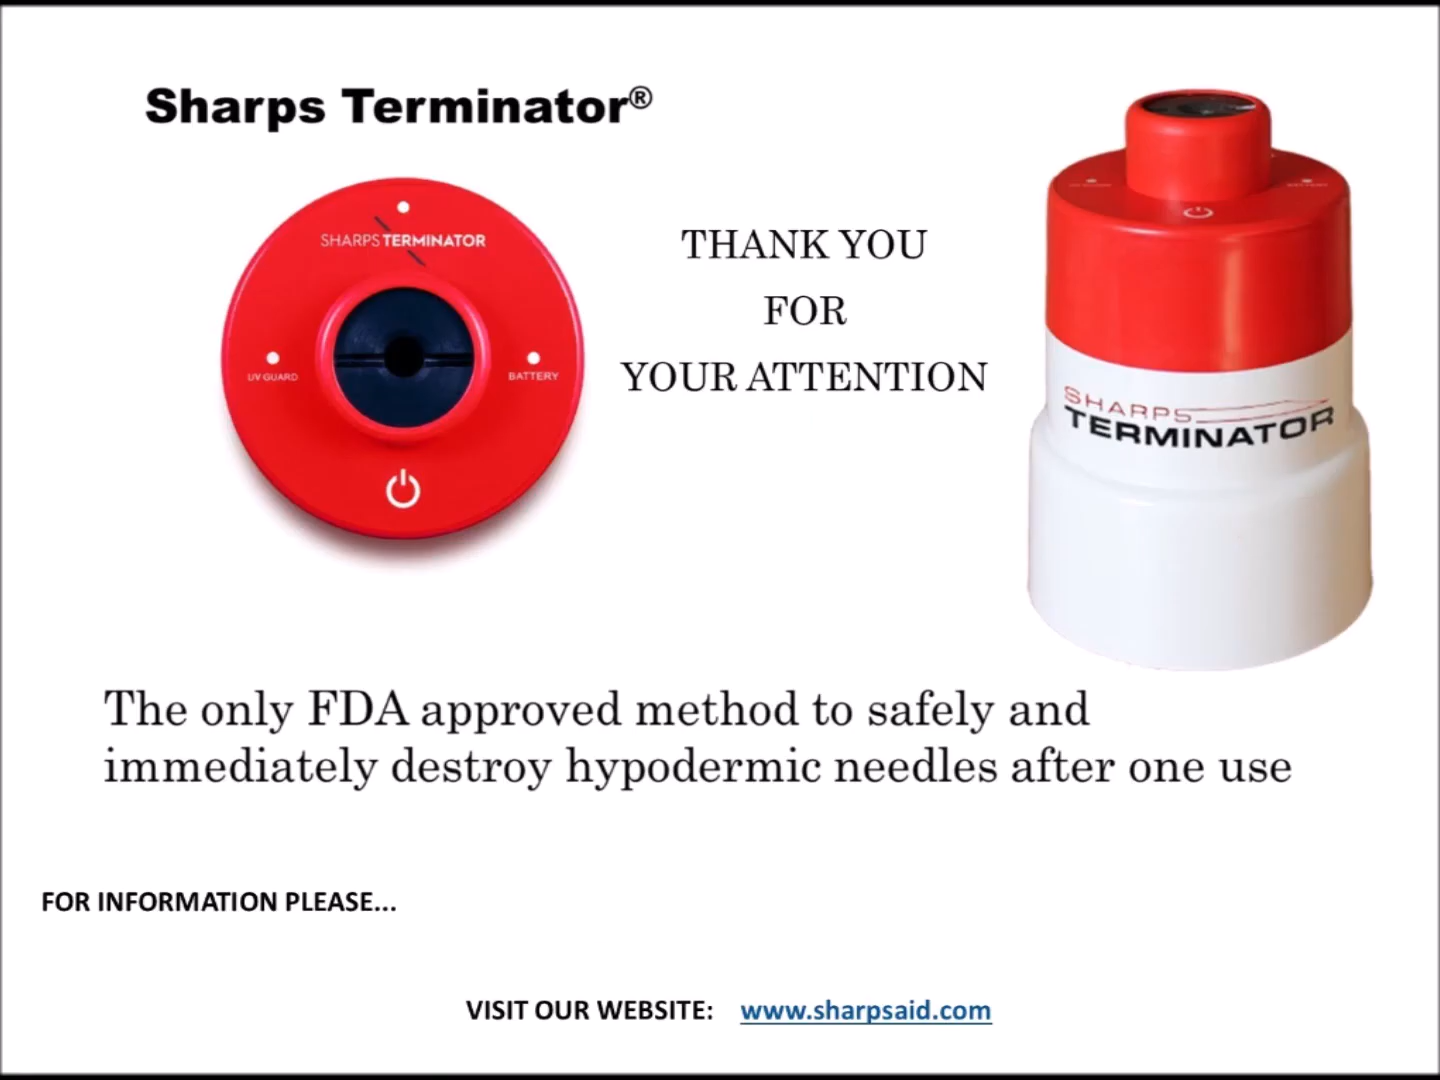 Sharps Terminator®
SHARPS TERMINATOR
UV GUARD
BATTERY
THANK YOU
FOR
YOUR ATTENTION
SHARPS
TERMINATOR
The only FDA approved method to safely and
immediately destroy hypodermic needles after one use
FOR INFORMATION PLEASE...
VISIT OUR WEBSITE: www.sharpsaid.com